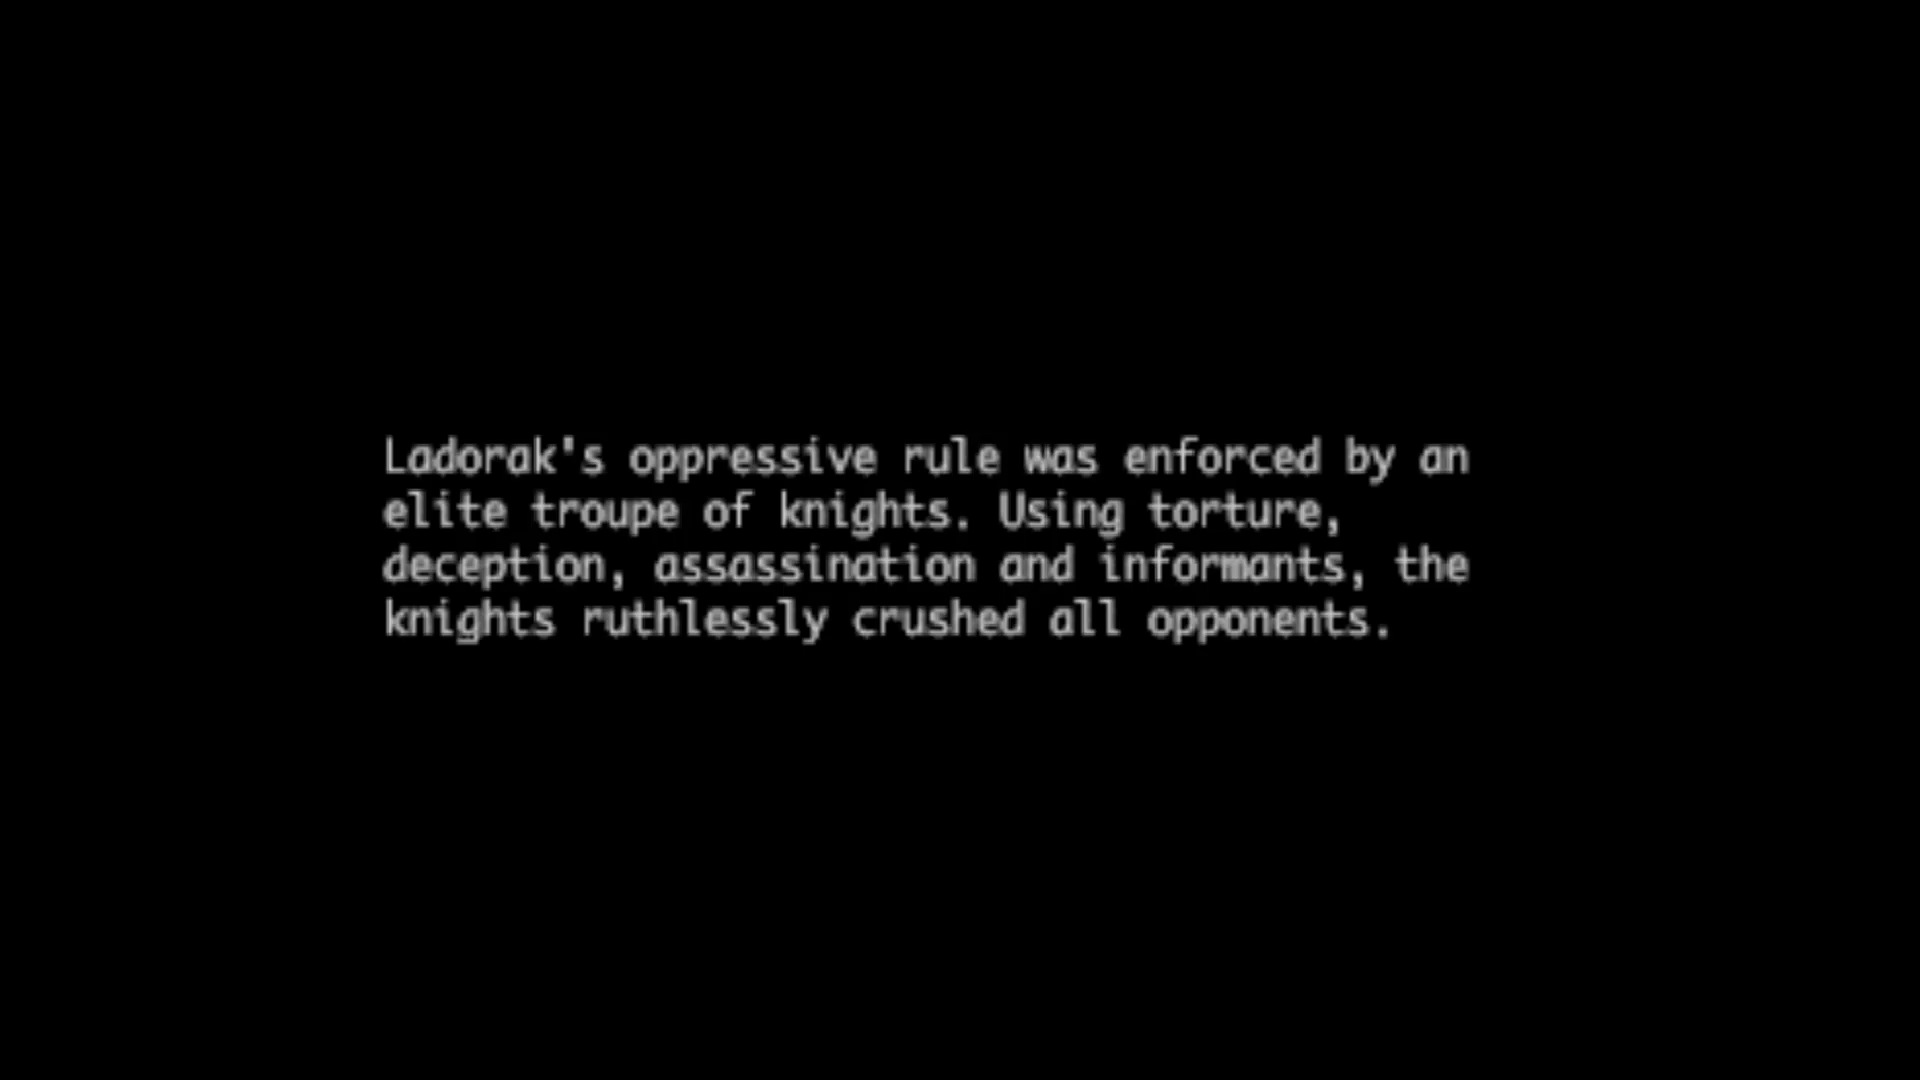 Ladorak's oppressive rule was enforced by an
elite troupe of knights. Using torture,
deception, assassination and informants, the
knights ruthlessly crushed all opponents.